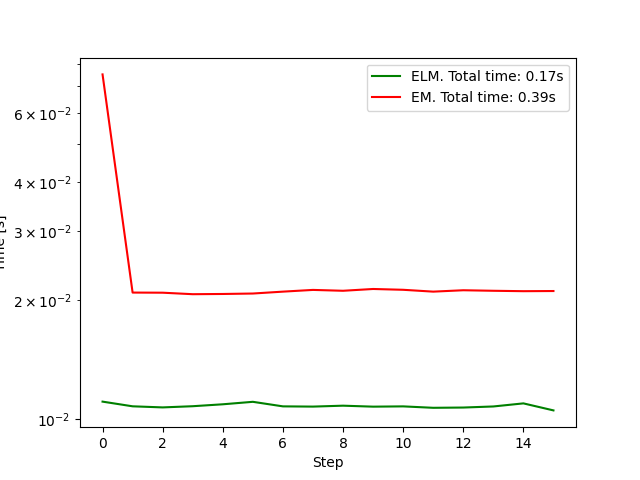 ELM. Total time: 0.17s
EM. Total time: 0.39s
6 × 10⁻²
4 × 10⁻²
3 × 10⁻²
2 × 10⁻²
10⁻²
[s]
0 2 4 6 8 10 12 14
Step